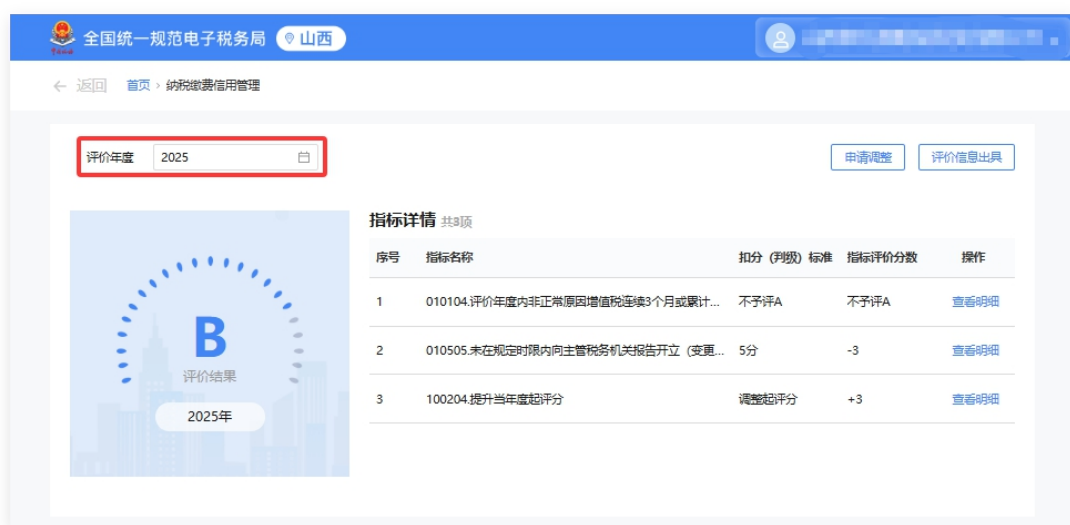 全国统一规范电子税务局 山西
返回 首页 > 纳税缴费信用管理
评价年度 2025 申请调整 评价信息出具
指标详情 共3项
序号 指标名称 扣分（判级）标准 指标评价分数 操作
1 010104.评价年度内非正常原因增值税连续3个月或累计... 不予评A 不予评A 查看明细
2 010505.未在规定时限内向主管税务机关报告开立（变更... 5分 -3 查看明细
3 100204.提升当年度起评分 调整起评分 +3 查看明细
B
评价结果
2025年